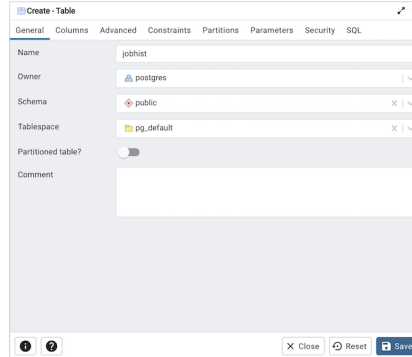 Create - Table
General Columns Advanced Constraints Partitions Parameters Security SQL
Name jobhist
Owner postgres
Schema public
Tablespace pg_default
Partitioned table?
Comment
Close Reset Save